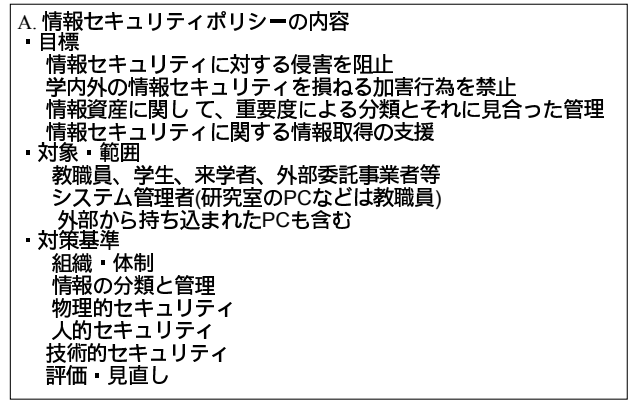 A. 情報セキュリティポリシーの内容
・目標
情報セキュリティに対する侵害を阻止
学内外の情報セキュリティを損ねる加害行為を禁止
情報資産に関し て、重要度による分類とそれに見合った管理
情報セキュリティに関する情報取得の支援
・対象・範囲
教職員、学生、来学者、外部委託事業者等
システム管理者(研究室のPCなどは教職員)
外部から持ち込まれたPCも含む
・対策基準
組織・体制
情報の分類と管理
物理的セキュリティ
人的セキュリティ
技術的セキュリティ
評価・見直し